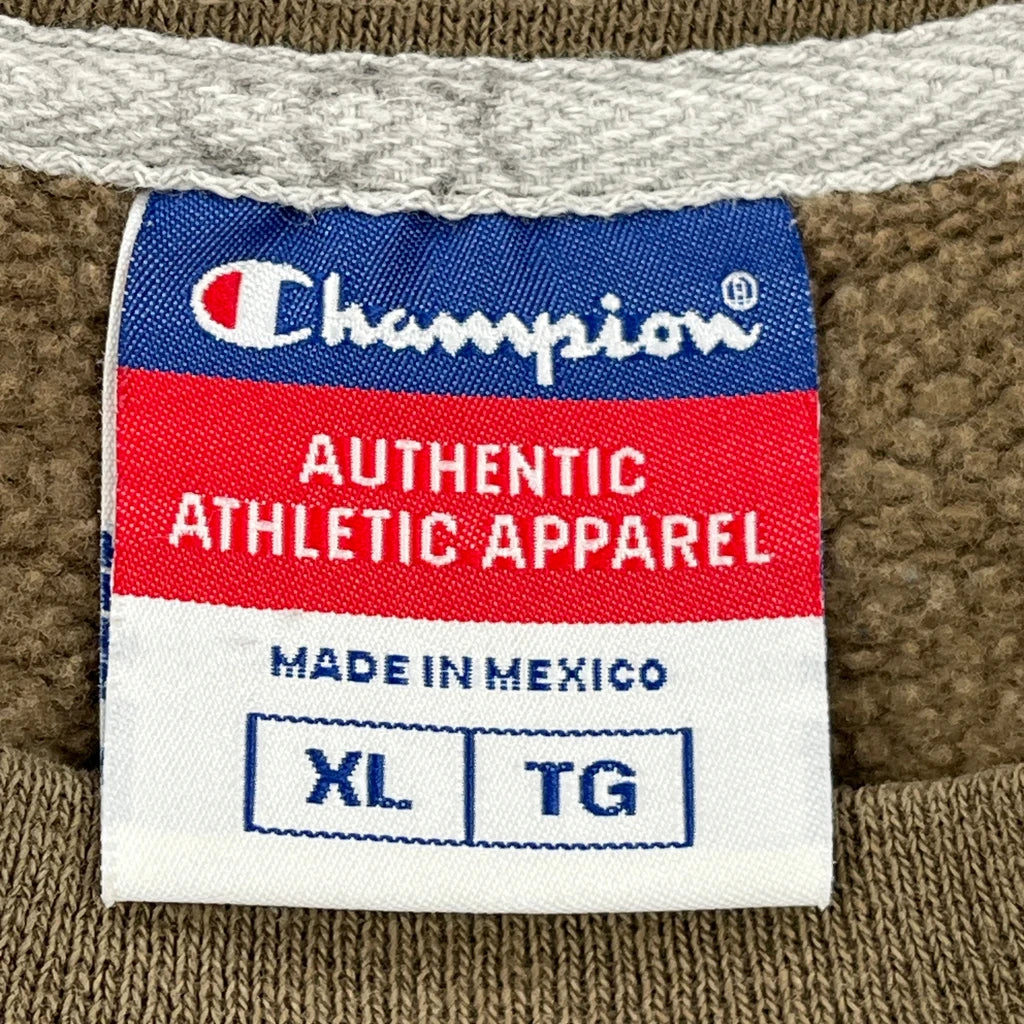 Champion®
AUTHENTIC
ATHLETIC APPAREL
MADE IN MEXICO
XL TG